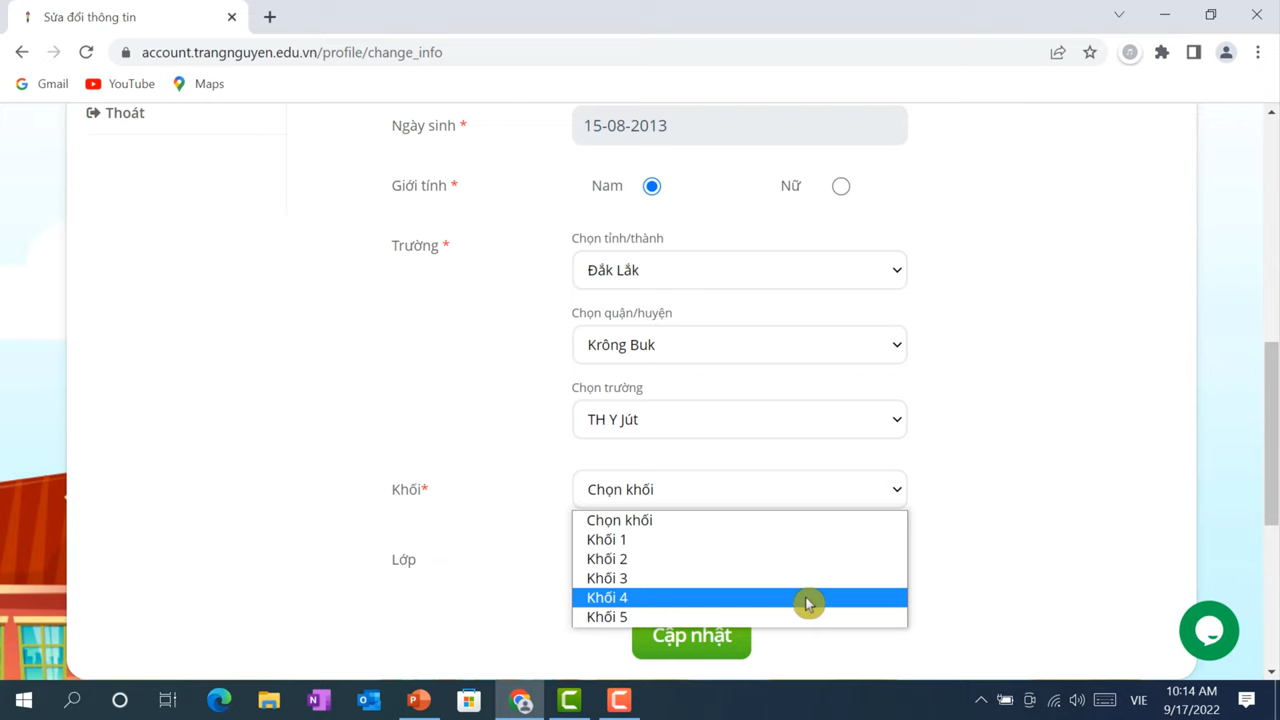 Sửa đổi thông tin
account.trangnguyen.edu.vn/profile/change_info
Gmail
YouTube
Maps
Thoát
Ngày sinh *
15-08-2013
Giới tính *
Nam
Nữ
Trường *
Chọn tỉnh/thành
Đắk Lắk
Chọn quận/huyện
Krông Buk
Chọn trường
TH Y Jút
Khối*
Chọn khối
Chọn khối
Khối 1
Khối 2
Khối 3
Khối 4
Khối 5
Lớp
Cập nhật
VIE
10:14 AM
9/17/2022